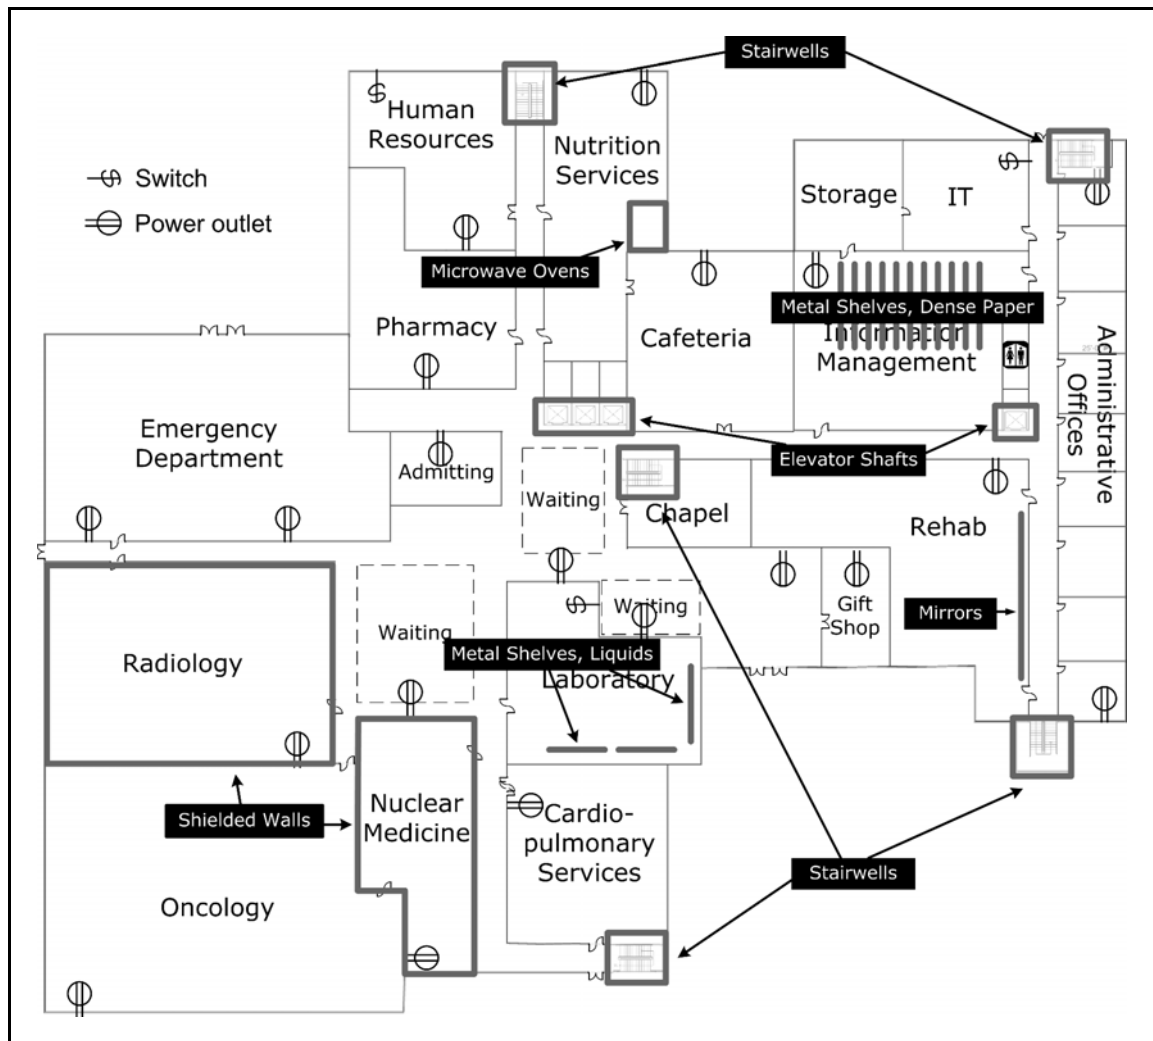 Stairwells
Human
Resources
Nutrition
Services
Switch
Power outlet
Storage
IT
Microwave Ovens
Metal Shelves, Dense Paper
Pharmacy
Cafeteria
Information
Management
Administrative
Offices
Emergency
Department
Admitting
Elevator Shafts
Waiting
Chapel
Rehab
Waiting
Waiting
Gift
Shop
Mirrors
Radiology
Metal Shelves, Liquids
Laboratory
Shielded Walls
Nuclear
Medicine
Cardio-
pulmonary
Services
Stairwells
Oncology